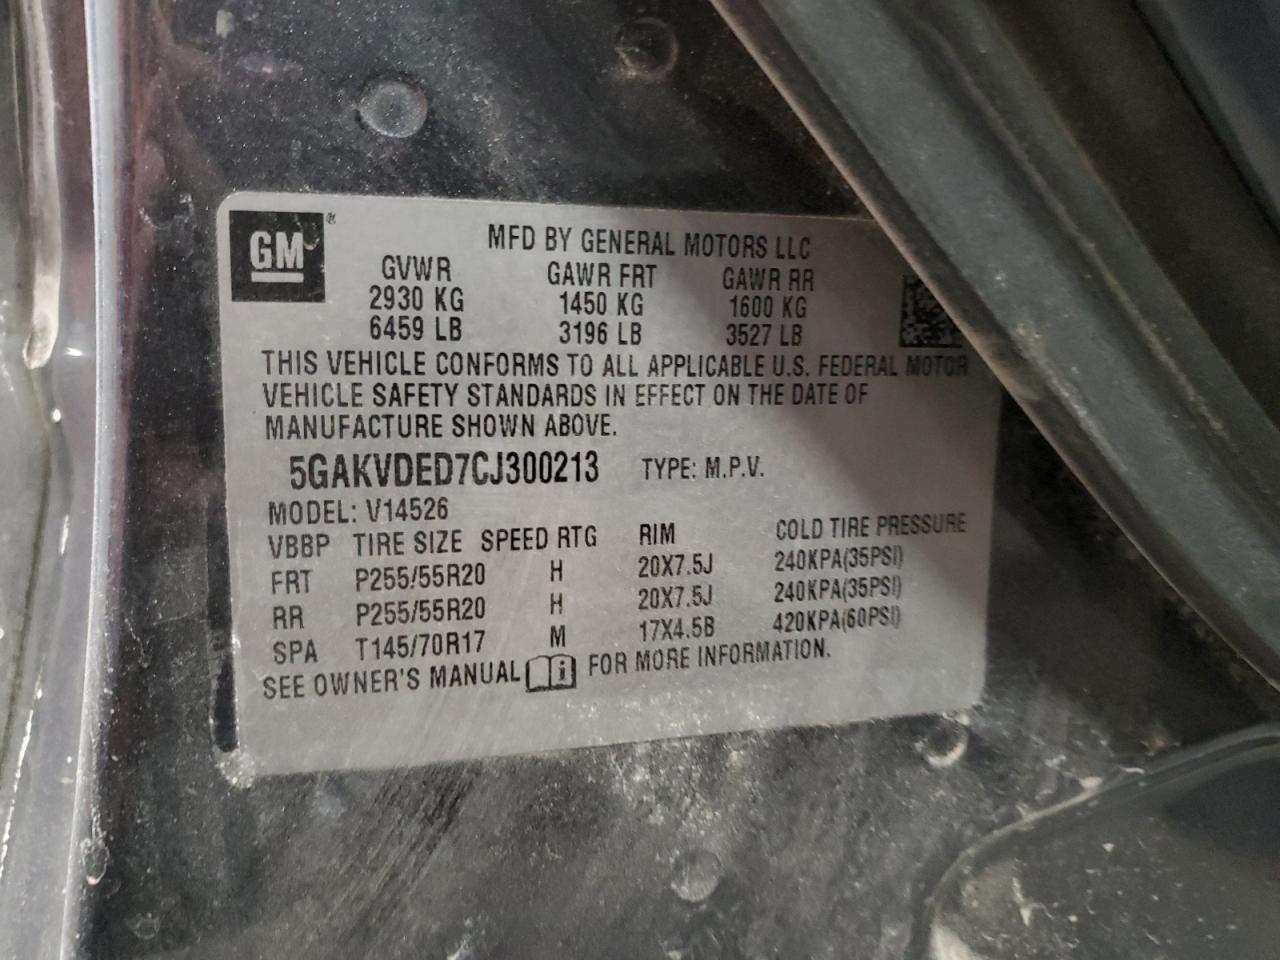 GM®
MFD BY GENERAL MOTORS LLC
GVWR GAWR FRT GAWR RR
2930 KG 1450 KG 1600 KG
6459 LB 3196 LB 3527 LB
THIS VEHICLE CONFORMS TO ALL APPLICABLE U.S. FEDERAL MOTOR
VEHICLE SAFETY STANDARDS IN EFFECT ON THE DATE OF
MANUFACTURE SHOWN ABOVE.
5GAKVDED7CJ300213 TYPE: M.P.V.
MODEL: V14526
VBBP TIRE SIZE SPEED RTG RIM COLD TIRE PRESSURE
FRT P255/55R20 H 20X7.5J 240KPA(35PSI)
RR P255/55R20 H 20X7.5J 240KPA(35PSI)
SPA T145/70R17 M 17X4.5B 420KPA(60PSI)
SEE OWNER'S MANUAL FOR MORE INFORMATION.